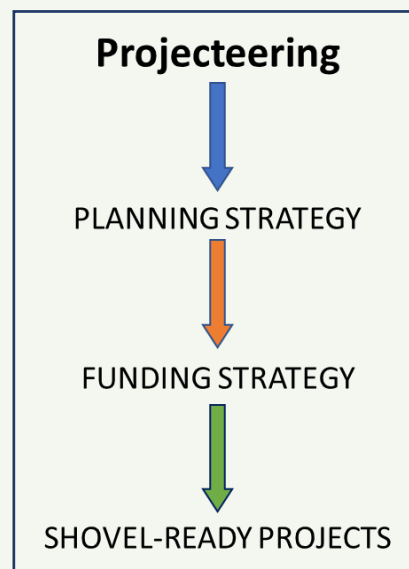 Projecteering
PLANNING STRATEGY
FUNDING STRATEGY
SHOVEL-READY PROJECTS